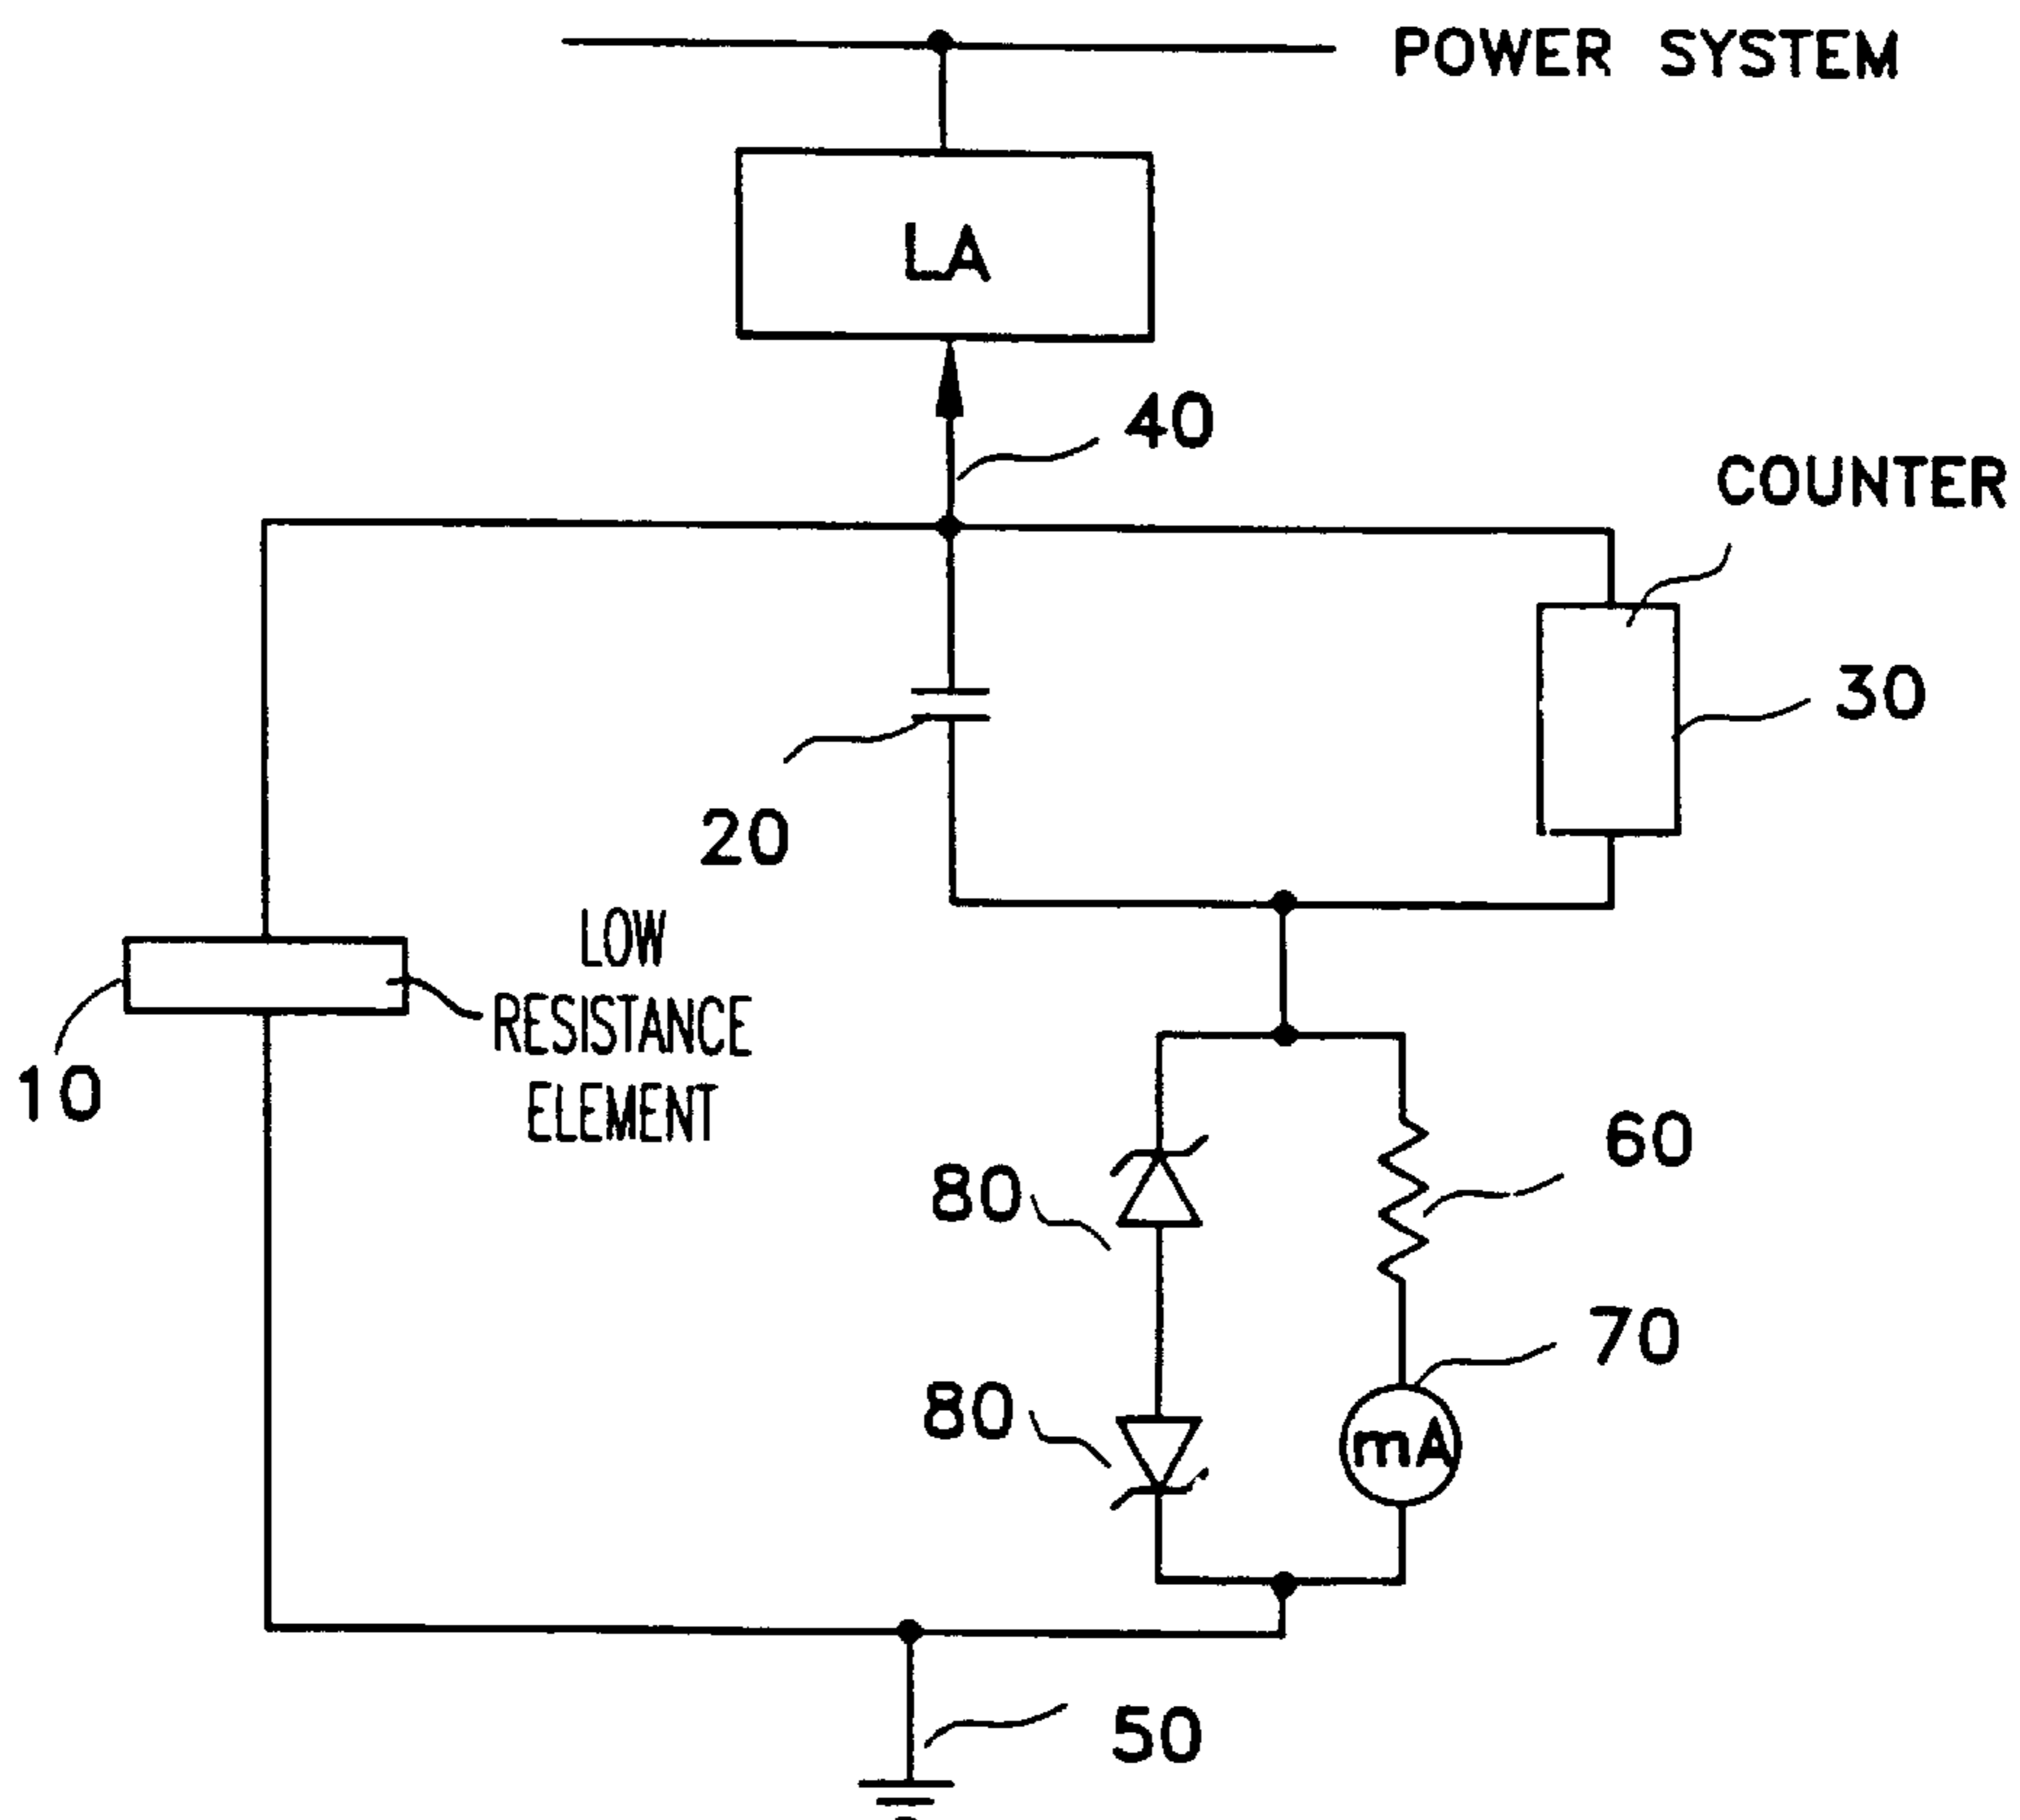 POWER SYSTEM
LA
40
COUNTER
30
20
LOW
RESISTANCE
ELEMENT
10
60
80
70
80
mA
50